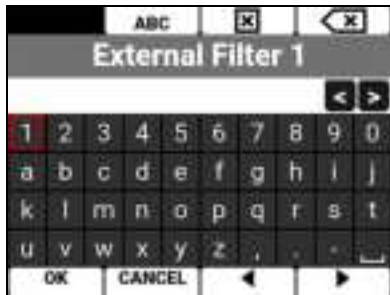 ABC
External Filter 1
< >
1 2 3 4 5 6 7 8 9 0
a b c d e f g h i j
k l m n o p q r s t
u v w x y z , . -
OK CANCEL